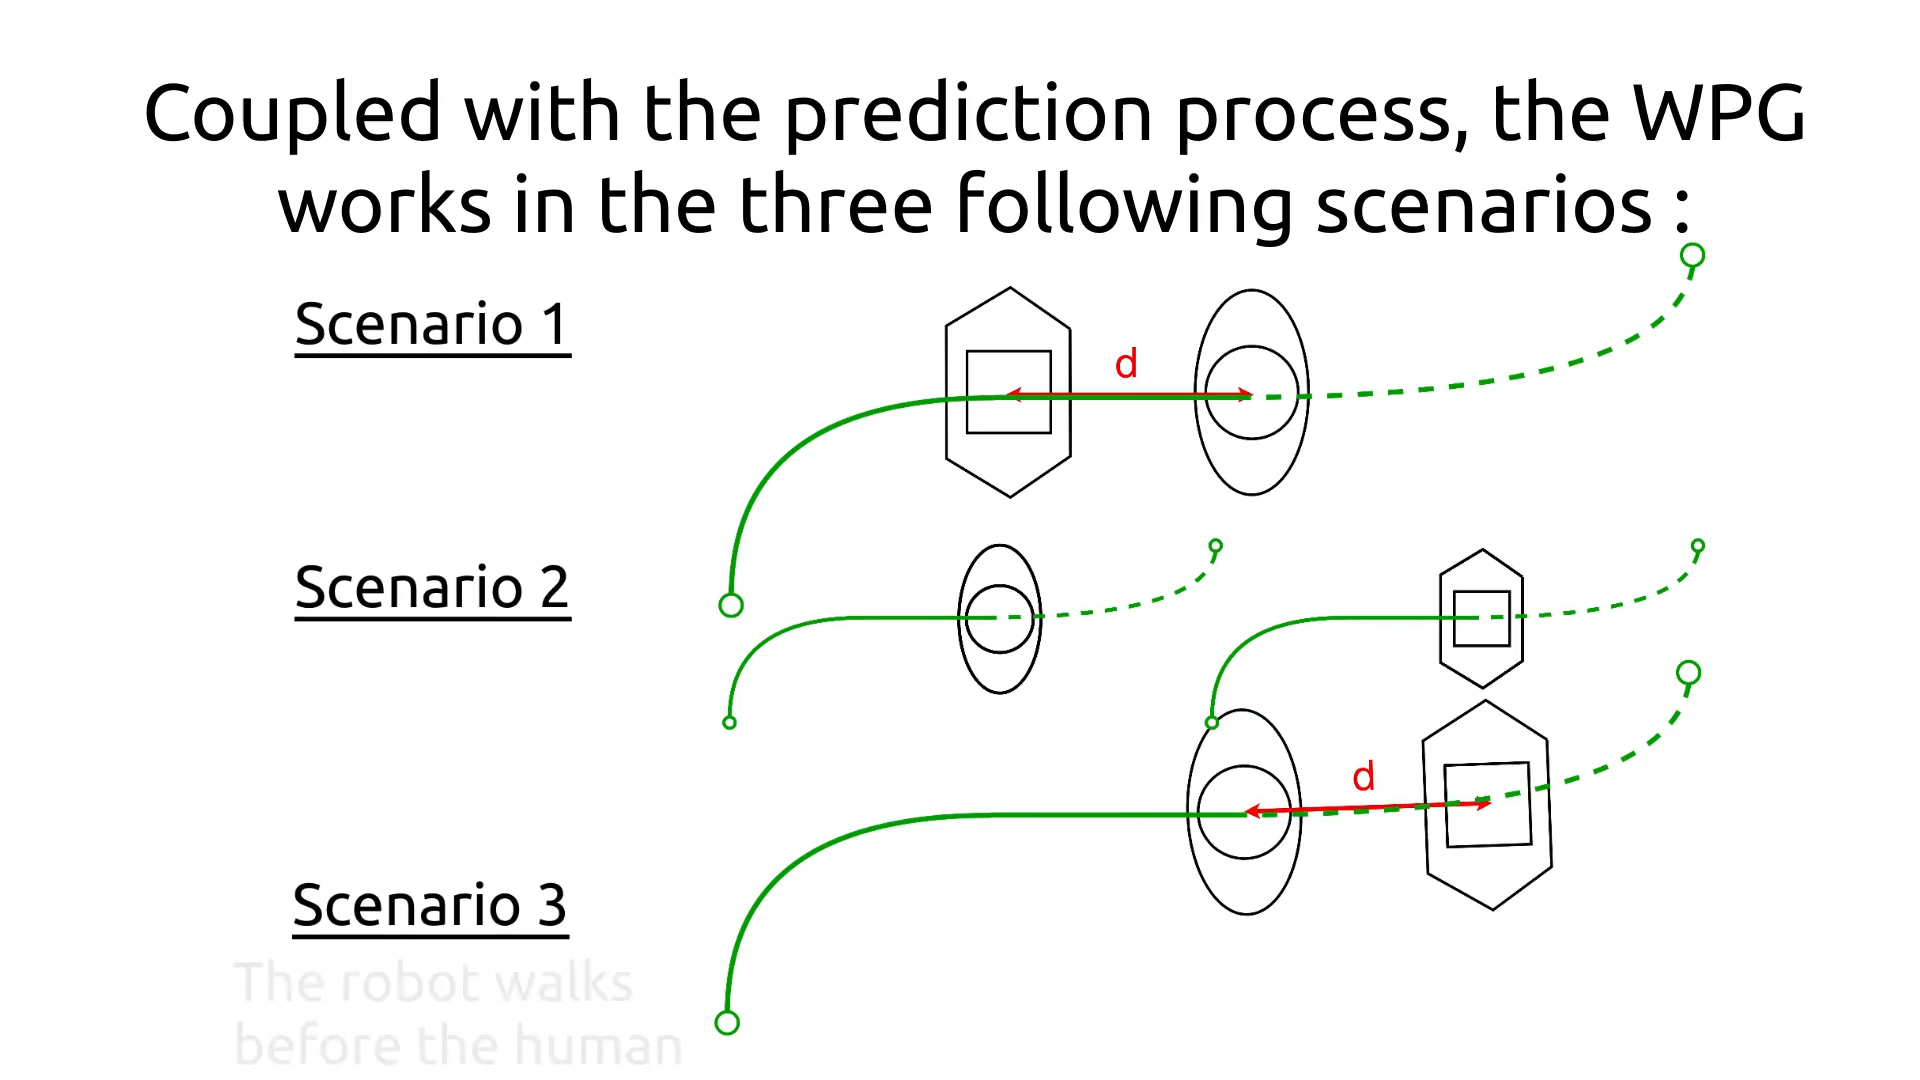 Coupled with the prediction process, the WPG
works in the three following scenarios :
Scenario 1
d
Scenario 2
d
Scenario 3
The robot walks
before the human